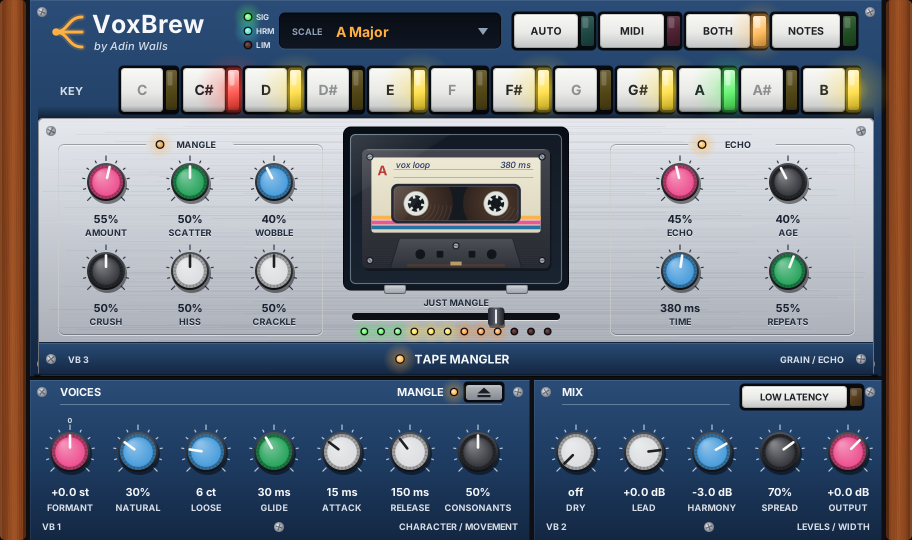 VoxBrew
by Adin Walls
SIG
HRM
LIM
SCALE A Major
AUTO MIDI BOTH NOTES
KEY C C# D D# E F F# G G# A A# B
MANGLE
55% 50% 40%
AMOUNT SCATTER WOBBLE
50% 50% 50%
CRUSH HISS CRACKLE
A vox loop 380 ms
JUST MANGLE
ECHO
45% 40%
ECHO AGE
380 ms 55%
TIME REPEATS
VB 3 TAPE MANGLER GRAIN / ECHO
VOICES MANGLE
0
+0.0 st 30% 6 ct 30 ms 15 ms 150 ms 50%
FORMANT NATURAL LOOSE GLIDE ATTACK RELEASE CONSONANTS
VB 1 CHARACTER / MOVEMENT
MIX LOW LATENCY
off +0.0 dB -3.0 dB 70% +0.0 dB
DRY LEAD HARMONY SPREAD OUTPUT
VB 2 LEVELS / WIDTH